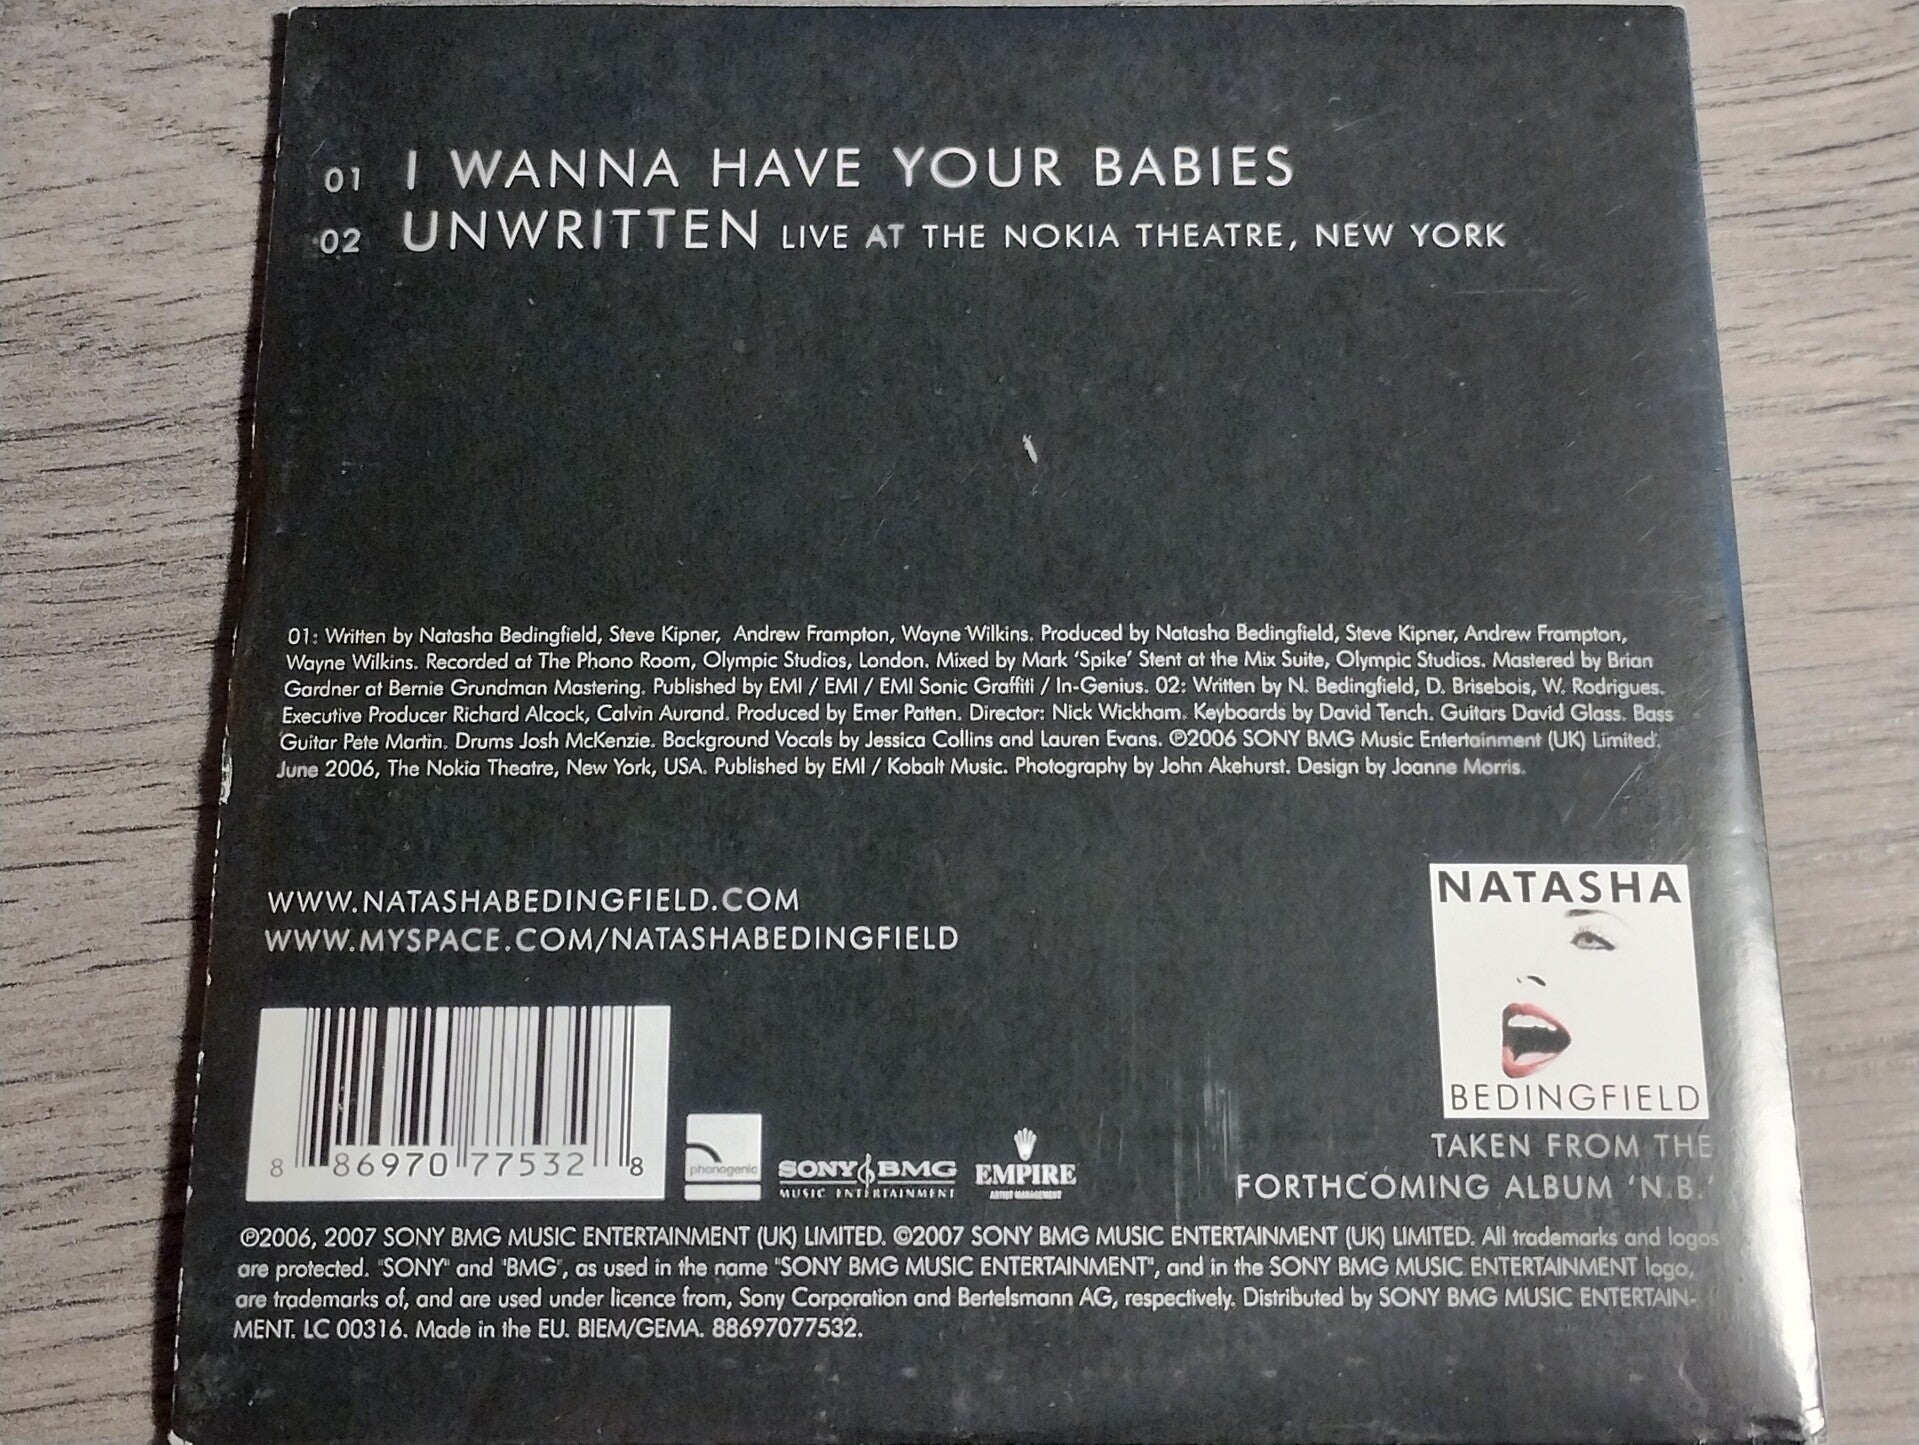 01 I WANNA HAVE YOUR BABIES
02 UNWRITTEN LIVE AT THE NOKIA THEATRE, NEW YORK
01: Written by Natasha Bedingfield, Steve Kipner, Andrew Frampton, Wayne Wilkins. Produced by Natasha Bedingfield, Steve Kipner, Andrew Frampton,
Wayne Wilkins. Recorded at The Phono Room, Olympic Studios, London. Mixed by Mark 'Spike' Stent at the Mix Suite, Olympic Studios. Mastered by Brian
Gardner at Bernie Grundman Mastering. Published by EMI / EMI / EMI Sonic Graffiti / In-Genius. 02: Written by N. Bedingfield, D. Brisebois, W. Rodrigues.
Executive Producer Richard Alcock, Calvin Aurand. Produced by Emer Patten. Director: Nick Wickham. Keyboards by David Tench. Guitars David Glass. Bass
Guitar Pete Martin. Drums Josh McKenzie. Background Vocals by Jessica Collins and Lauren Evans. ℗2006 SONY BMG Music Entertainment (UK) Limited.
June 2006, The Nokia Theatre, New York, USA. Published by EMI / Kobalt Music. Photography by John Akehurst. Design by Joanne Morris.
WWW.NATASHABEDINGFIELD.COM
WWW.MYSPACE.COM/NATASHABEDINGFIELD
NATASHA
BEDINGFIELD
TAKEN FROM THE
FORTHCOMING ALBUM 'N.B.'
8 86970 77532 8
phonogenic
SONY BMG
MUSIC ENTERTAINMENT
EMPIRE
ARTIST MANAGEMENT
℗2006, 2007 SONY BMG MUSIC ENTERTAINMENT (UK) LIMITED. ©2007 SONY BMG MUSIC ENTERTAINMENT (UK) LIMITED. All trademarks and logos
are protected. "SONY" and "BMG", as used in the name "SONY BMG MUSIC ENTERTAINMENT", and in the SONY BMG MUSIC ENTERTAINMENT logo,
are trademarks of, and are used under licence from, Sony Corporation and Bertelsmann AG, respectively. Distributed by SONY BMG MUSIC ENTERTAIN-
MENT. LC 00316. Made in the EU. BIEM/GEMA. 88697077532.